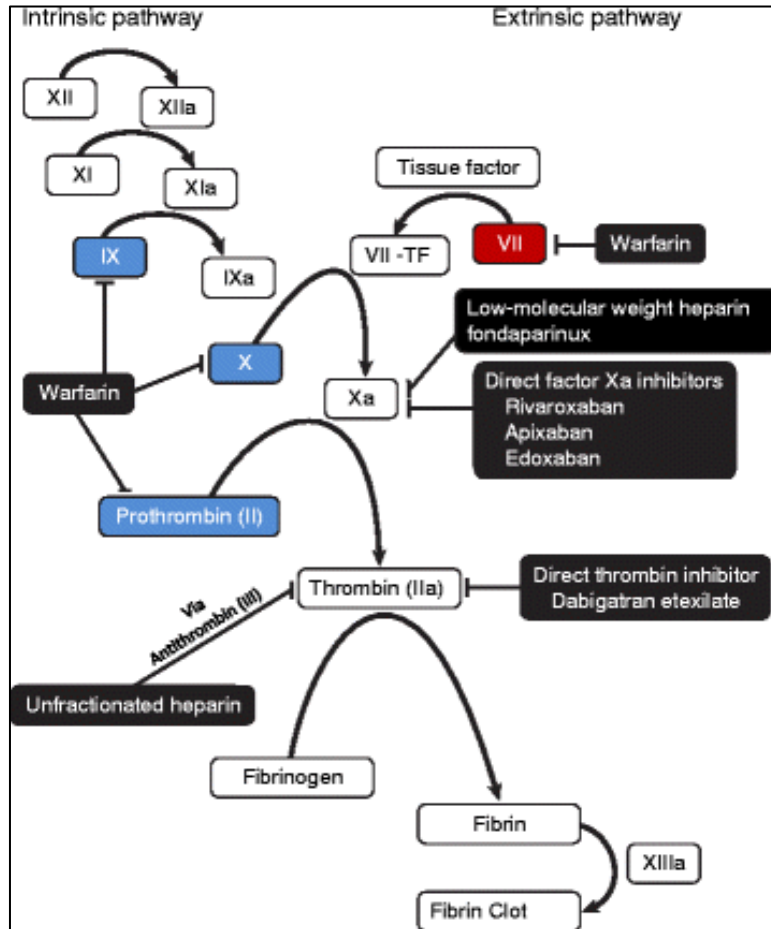 Intrinsic pathway
Extrinsic pathway
XII
XIIa
XI
XIa
Tissue factor
IX
IXa
VII -TF
VII
Warfarin
X
Low-molecular weight heparin
fondaparinux
Warfarin
Xa
Direct factor Xa inhibitors
Rivaroxaban
Apixaban
Edoxaban
Prothrombin (II)
Thrombin (IIa)
Direct thrombin inhibitor
Dabigatran etexilate
Via
Antithrombin (III)
Unfractionated heparin
Fibrinogen
Fibrin
XIIIa
Fibrin Clot